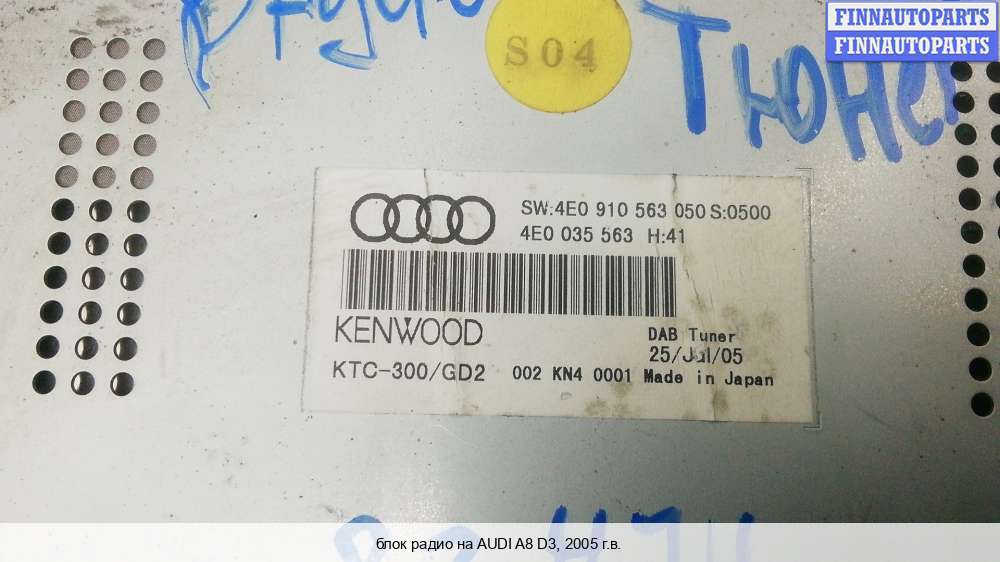 FINNAUTOPARTS
FINNAUTOPARTS
S04
SW:4E0 910 563 050 S:0500
4E0 035 563 H:41
KENWOOD
DAB Tuner
25/Jul/05
KTC-300/GD2 002 KN4 0001 Made in Japan
блок радио на AUDI A8 D3, 2005 г.в.